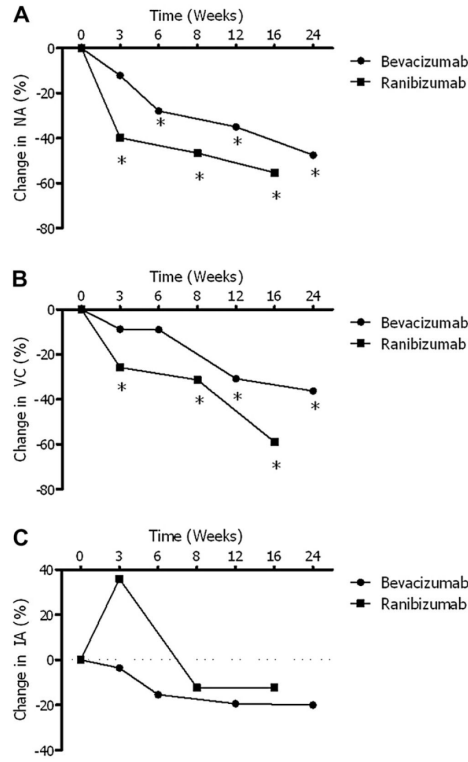 A
Time (Weeks)
0 3 6 8 12 16 24
Change in NA (%)
0
-20
-40
-60
-80
Bevacizumab
Ranibizumab
* * * * * *
B
Time (Weeks)
0 3 6 8 12 16 24
Change in VC (%)
0
-20
-40
-60
-80
Bevacizumab
Ranibizumab
* * * * *
C
Time (Weeks)
0 3 6 8 12 16 24
Change in IA (%)
40
20
0
-20
-40
Bevacizumab
Ranibizumab